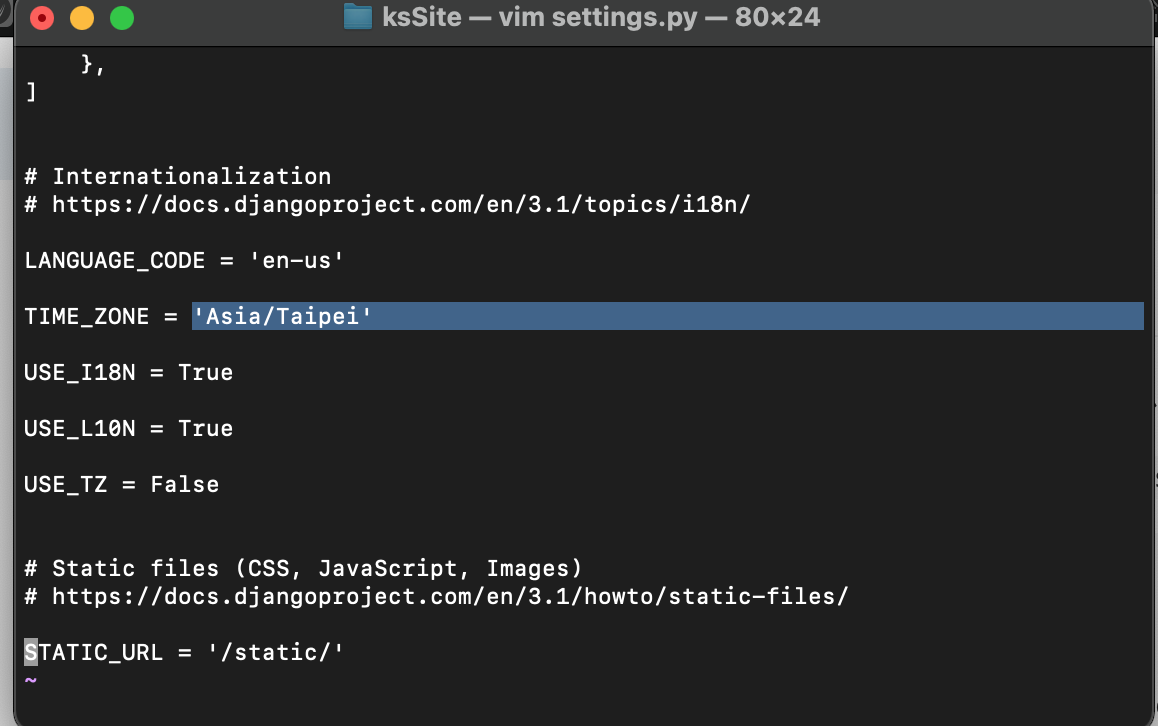 ksSite — vim settings.py — 80×24
    },
]
# Internationalization
# https://docs.djangoproject.com/en/3.1/topics/i18n/
LANGUAGE_CODE = 'en-us'
TIME_ZONE = 'Asia/Taipei'
USE_I18N = True
USE_L10N = True
USE_TZ = False
# Static files (CSS, JavaScript, Images)
# https://docs.djangoproject.com/en/3.1/howto/static-files/
STATIC_URL = '/static/'
~